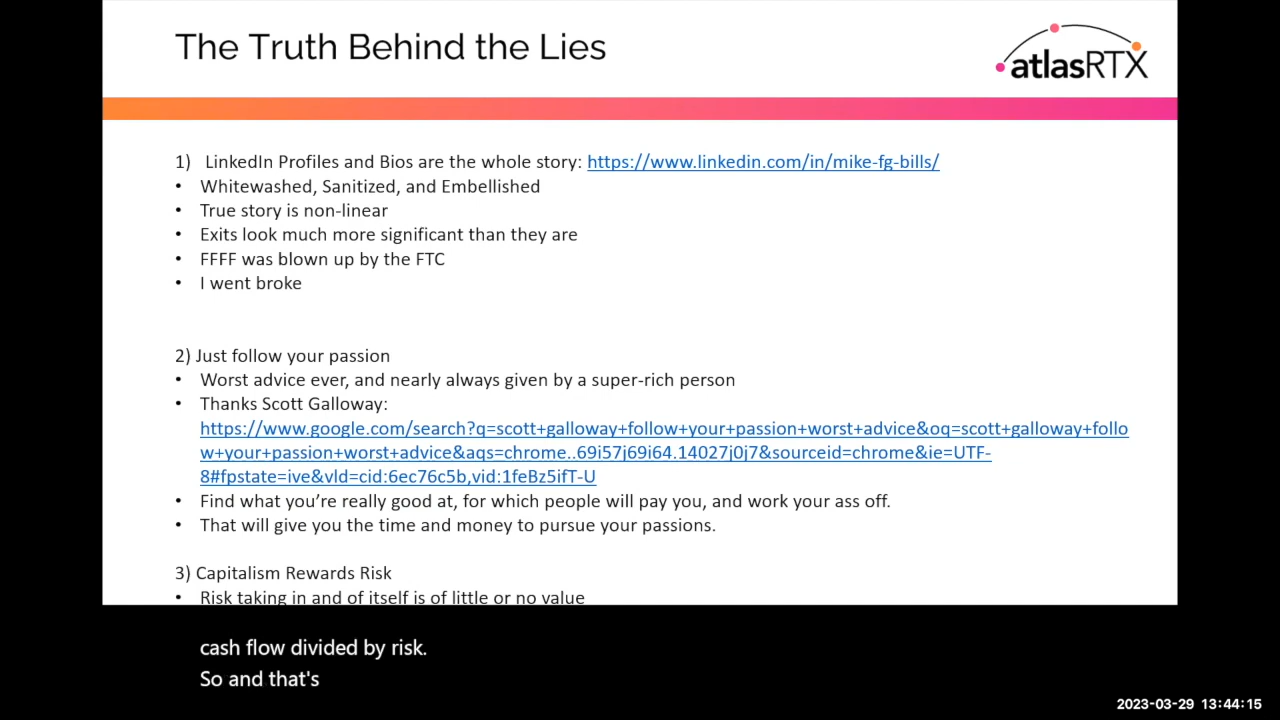 The Truth Behind the Lies
atlasRTX
1) LinkedIn Profiles and Bios are the whole story: https://www.linkedin.com/in/mike-fg-bills/
• Whitewashed, Sanitized, and Embellished
• True story is non-linear
• Exits look much more significant than they are
• FFFF was blown up by the FTC
• I went broke
2) Just follow your passion
• Worst advice ever, and nearly always given by a super-rich person
• Thanks Scott Galloway:
https://www.google.com/search?q=scott+galloway+follow+your+passion+worst+advice&oq=scott+galloway+follo
w+your+passion+worst+advice&aqs=chrome..69i57j69i64.14027j0j7&sourceid=chrome&ie=UTF-
8#fpstate=ive&vld=cid:6ec76c5b,vid:1feBz5ifT-U
• Find what you’re really good at, for which people will pay you, and work your ass off.
• That will give you the time and money to pursue your passions.
3) Capitalism Rewards Risk
• Risk taking in and of itself is of little or no value
cash flow divided by risk.
So and that's
2023-03-29 13:44:15